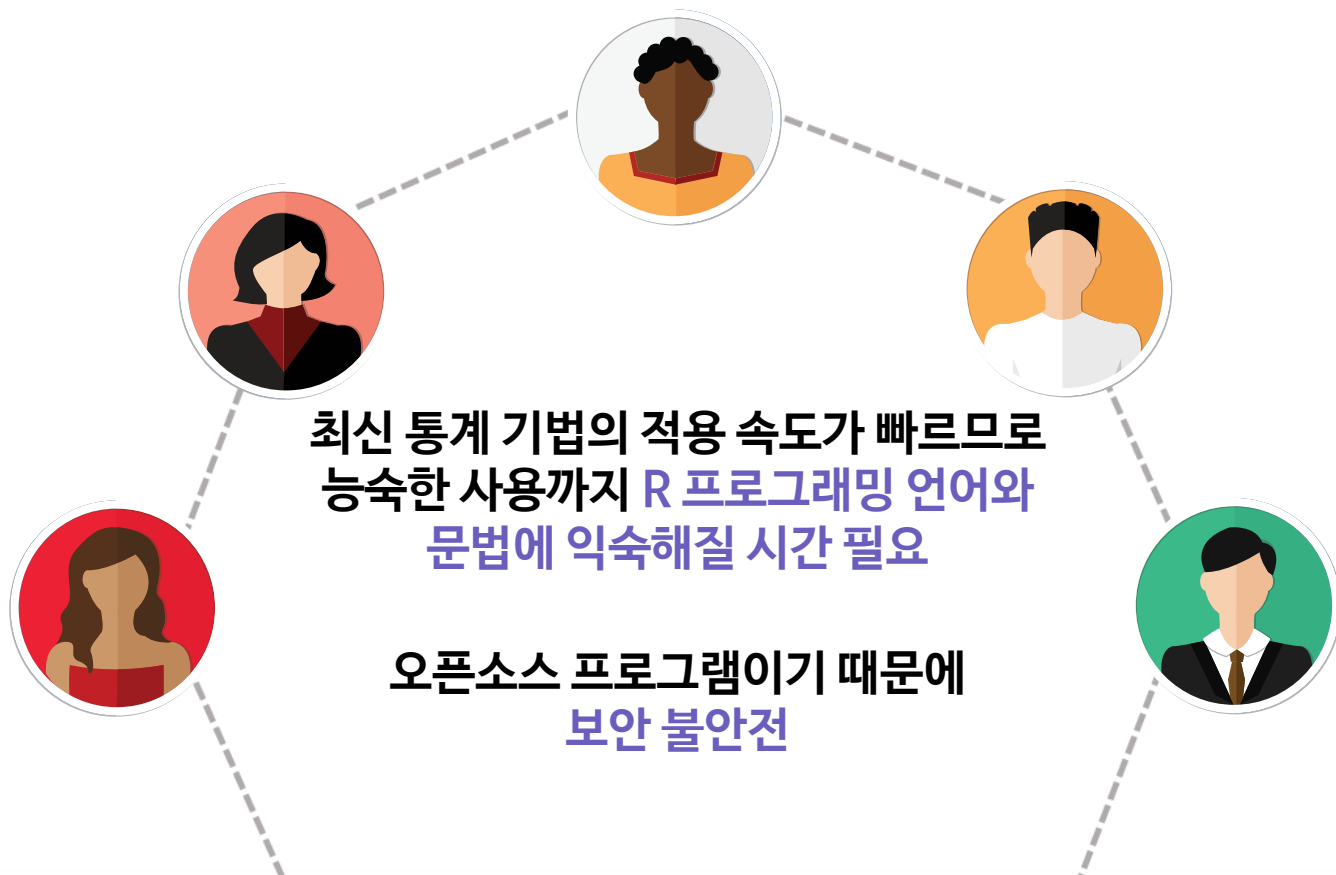 최신 통계 기법의 적용 속도가 빠르므로
능숙한 사용까지 R 프로그래밍 언어와
문법에 익숙해질 시간 필요
오픈소스 프로그램이기 때문에
보안 불안전